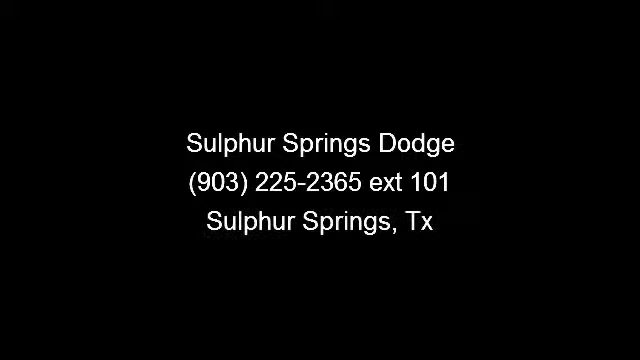 Sulphur Springs Dodge
(903) 225-2365 ext 101
Sulphur Springs, Tx